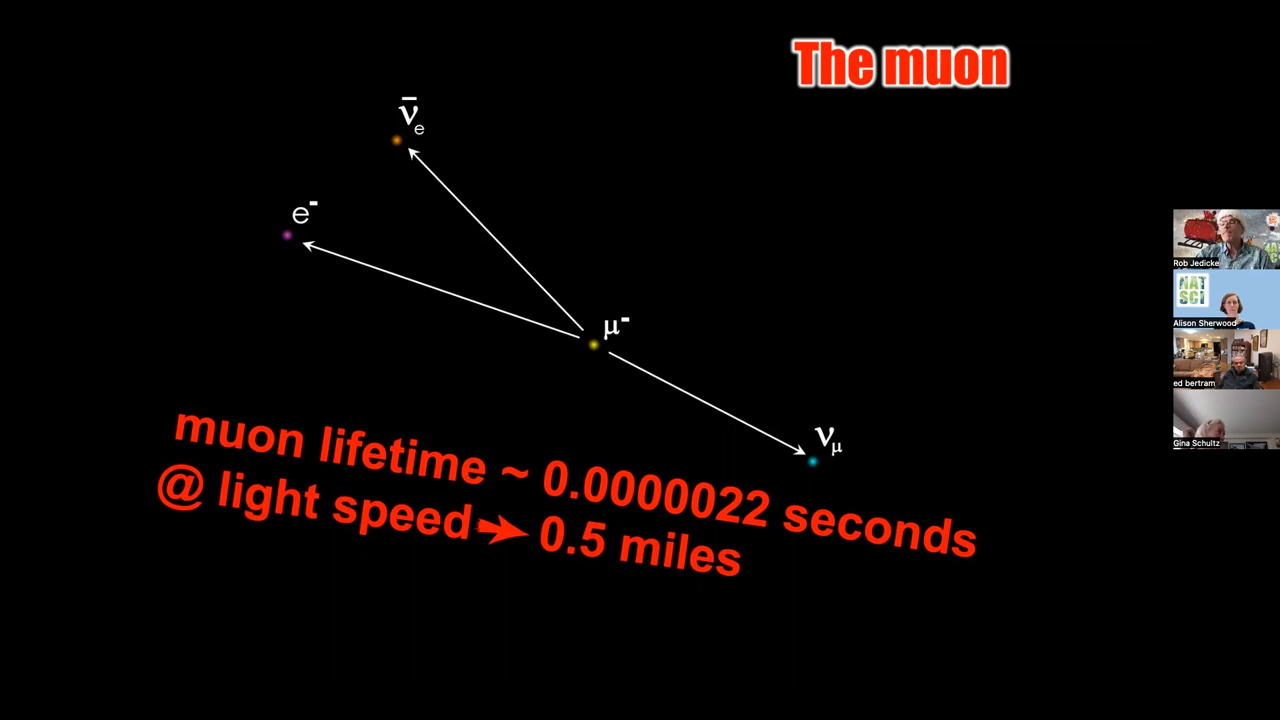 The muon
ν̄e
e-
μ-
νμ
muon lifetime ~ 0.0000022 seconds
@ light speed➔ 0.5 miles
Rob Jedicke
NAT
SCI
Alison Sherwood
ed bertram
Gina Schultz